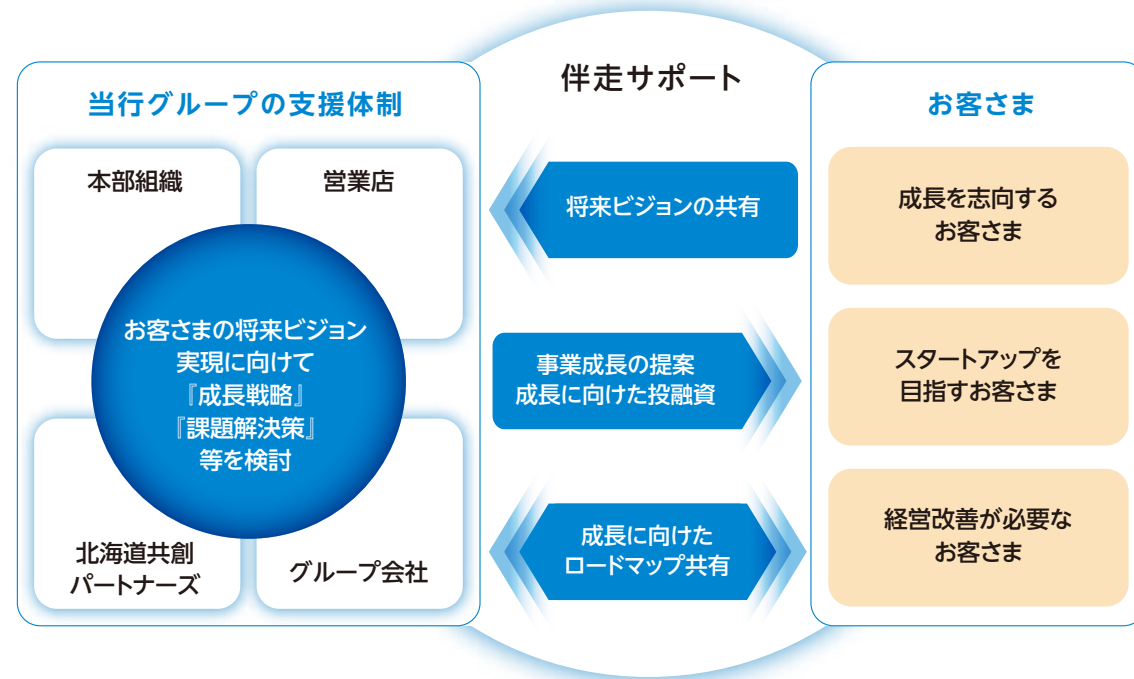 伴走サポート
当行グループの支援体制
本部組織
営業店
お客さまの将来ビジョン
実現に向けて
『成長戦略』
『課題解決策』
等を検討
北海道共創
パートナーズ
グループ会社
将来ビジョンの共有
事業成長の提案
成長に向けた投融資
成長に向けた
ロードマップ共有
お客さま
成長を志向する
お客さま
スタートアップを
目指すお客さま
経営改善が必要な
お客さま